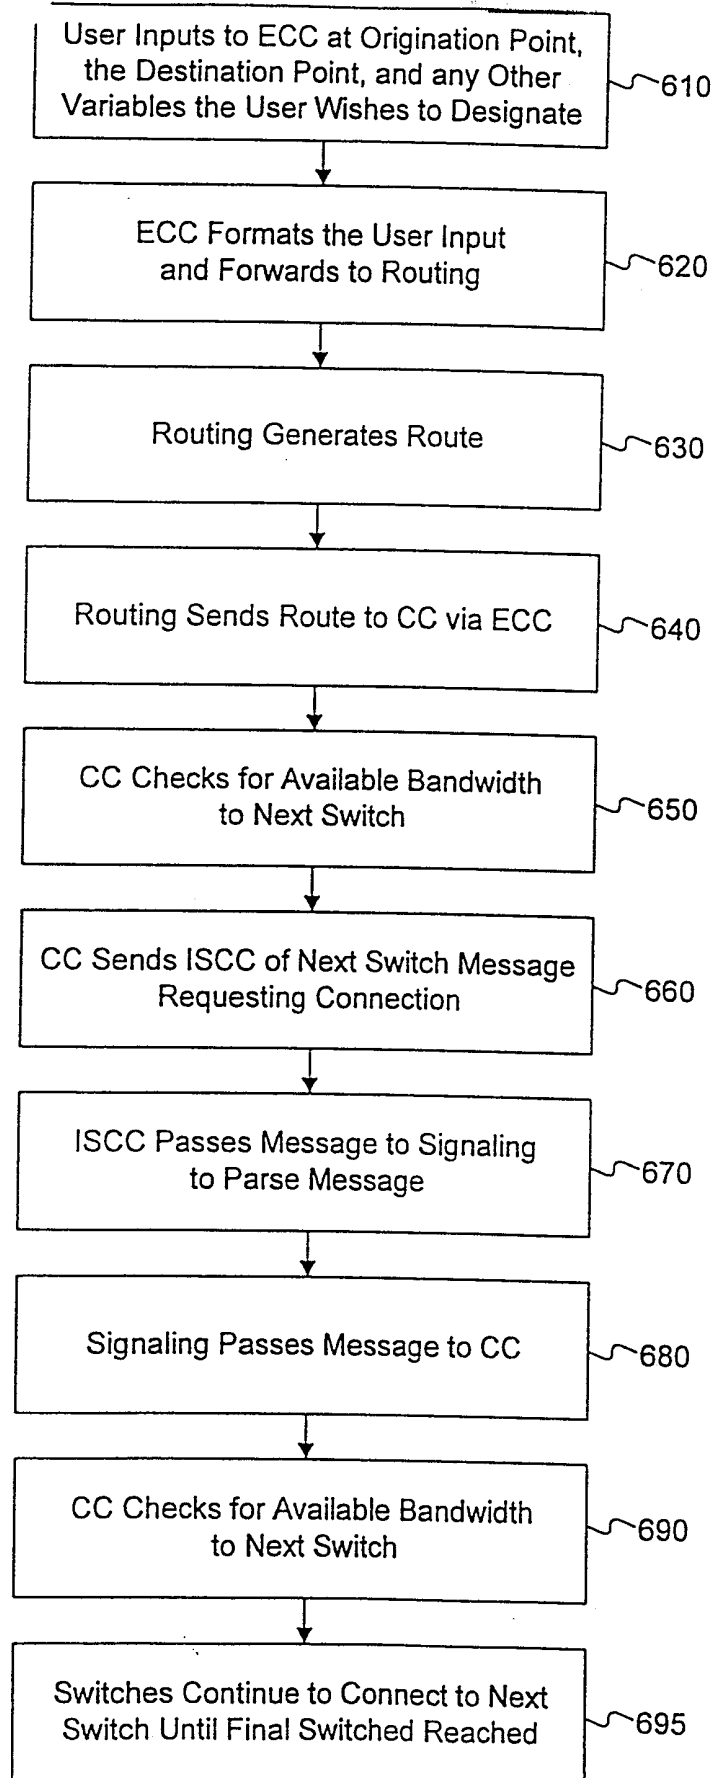 User Inputs to ECC at Origination Point,
the Destination Point, and any Other
Variables the User Wishes to Designate
610
ECC Formats the User Input
and Forwards to Routing
620
Routing Generates Route
630
Routing Sends Route to CC via ECC
640
CC Checks for Available Bandwidth
to Next Switch
650
CC Sends ISCC of Next Switch Message
Requesting Connection
660
ISCC Passes Message to Signaling
to Parse Message
670
Signaling Passes Message to CC
680
CC Checks for Available Bandwidth
to Next Switch
690
Switches Continue to Connect to Next
Switch Until Final Switched Reached
695